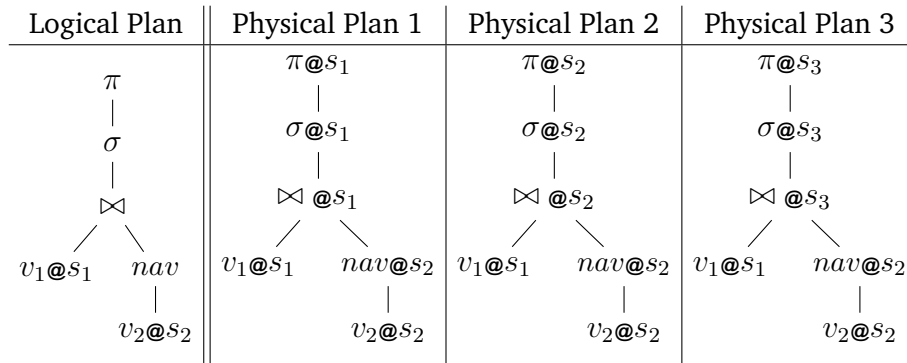 Logical Plan Physical Plan 1 Physical Plan 2 Physical Plan 3
π π@s₁ π@s₂ π@s₃
σ σ@s₁ σ@s₂ σ@s₃
⋈ ⋈ @s₁ ⋈ @s₂ ⋈ @s₃
v₁@s₁ nav v₁@s₁ nav@s₂ v₁@s₁ nav@s₂ v₁@s₁ nav@s₂
v₂@s₂ v₂@s₂ v₂@s₂ v₂@s₂